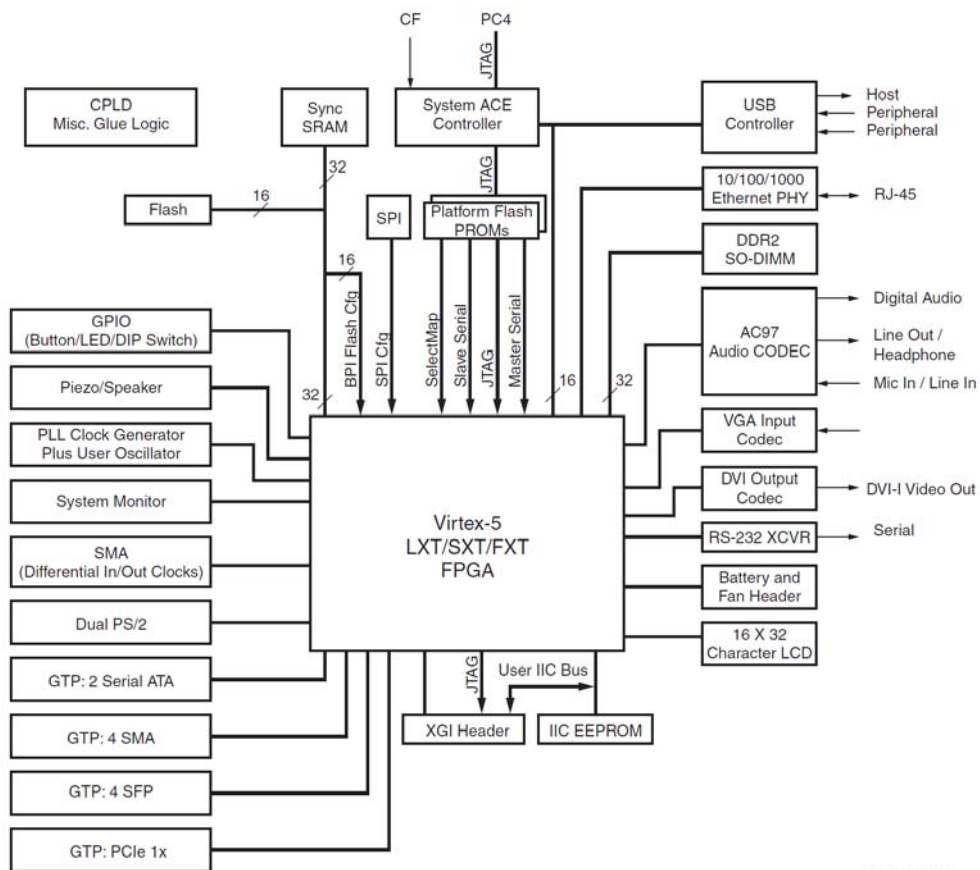 CF
PC4
JTAG
CPLD
Misc. Glue Logic
Sync
SRAM
System ACE
Controller
USB
Controller
Host
Peripheral
Peripheral
32
JTAG
10/100/1000
Ethernet PHY
RJ-45
Flash
16
SPI
Platform Flash
PROMs
DDR2
SO-DIMM
16
BPI Flash Cfg
SPI Cfg
SelectMap
Slave Serial
JTAG
Master Serial
AC97
Audio CODEC
Digital Audio
Line Out /
Headphone
Mic In / Line In
GPIO
(Button/LED/DIP Switch)
32
16
32
Piezo/Speaker
VGA Input
Codec
PLL Clock Generator
Plus User Oscillator
DVI Output
Codec
DVI-I Video Out
System Monitor
Virtex-5
LXT/SXT/FXT
FPGA
RS-232 XCVR
Serial
SMA
(Differential In/Out Clocks)
Battery and
Fan Header
Dual PS/2
16 X 32
Character LCD
GTP: 2 Serial ATA
JTAG
User IIC Bus
GTP: 4 SMA
XGI Header
IIC EEPROM
GTP: 4 SFP
GTP: PCIe 1x